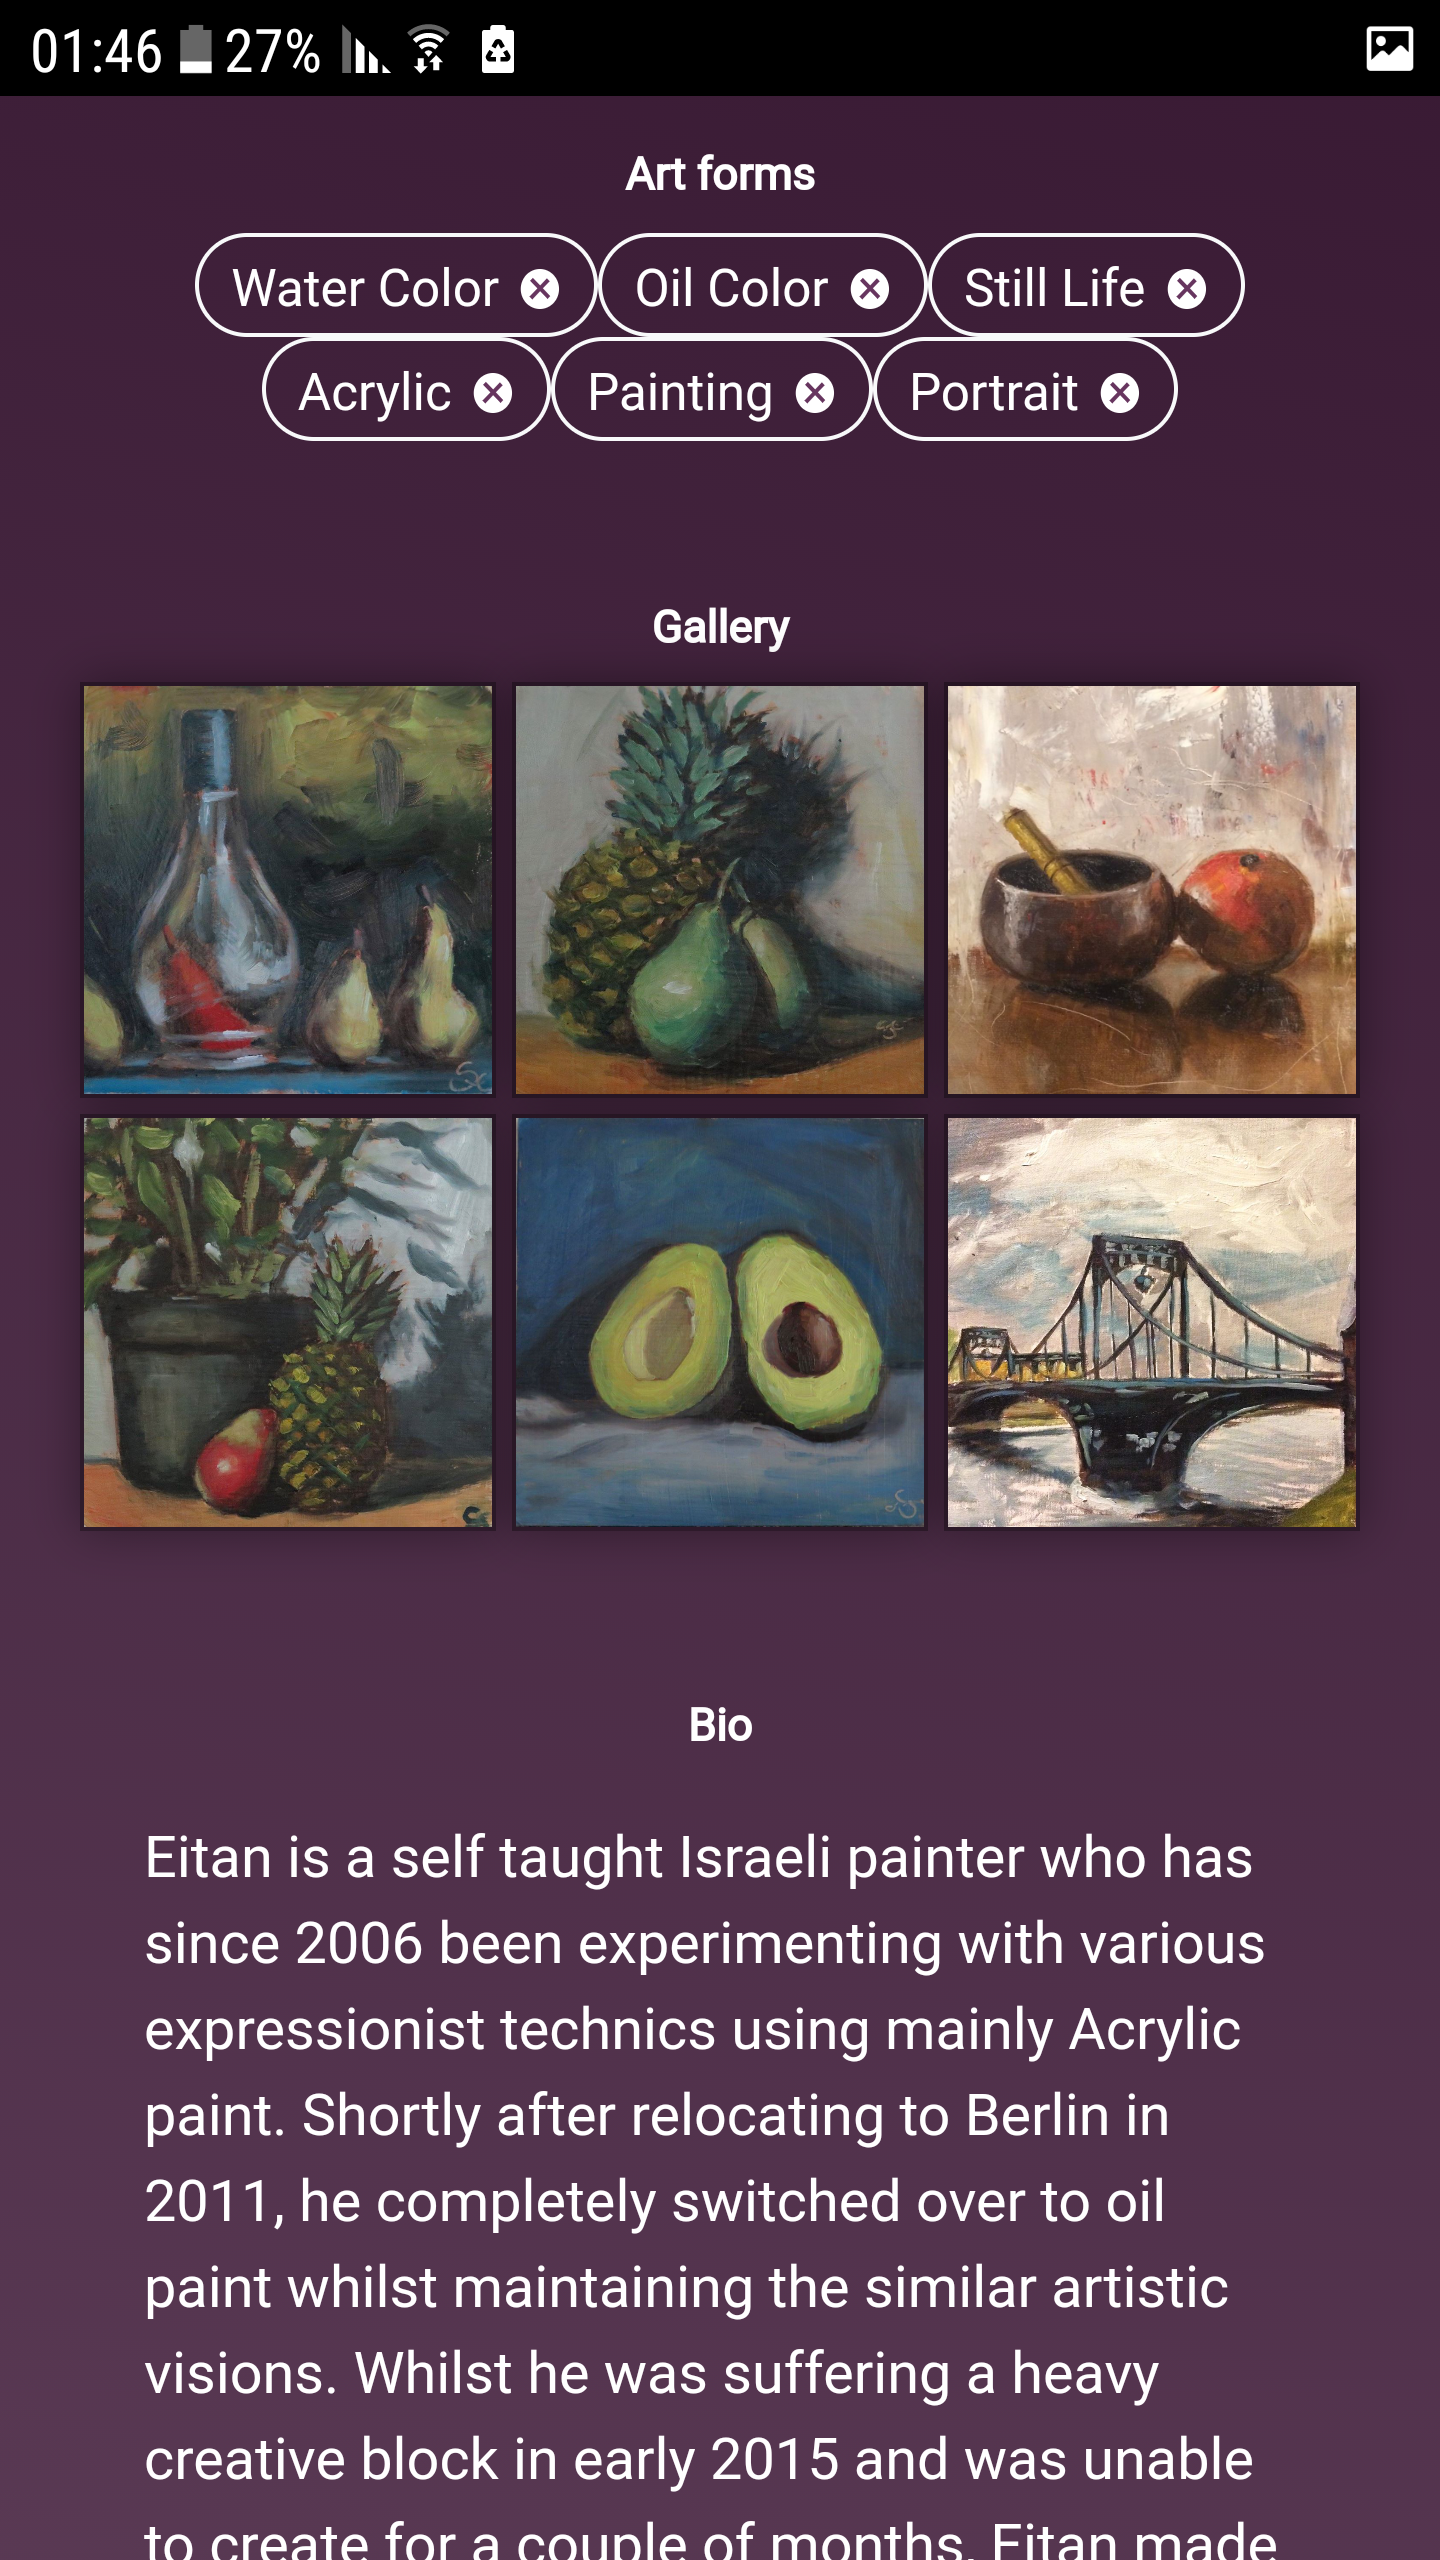 01:46 27%
Art forms
Water Color Oil Color Still Life
Acrylic Painting Portrait
Gallery
Bio
Eitan is a self taught Israeli painter who has
since 2006 been experimenting with various
expressionist technics using mainly Acrylic
paint. Shortly after relocating to Berlin in
2011, he completely switched over to oil
paint whilst maintaining the similar artistic
visions. Whilst he was suffering a heavy
creative block in early 2015 and was unable
to create for a couple of months, Eitan made